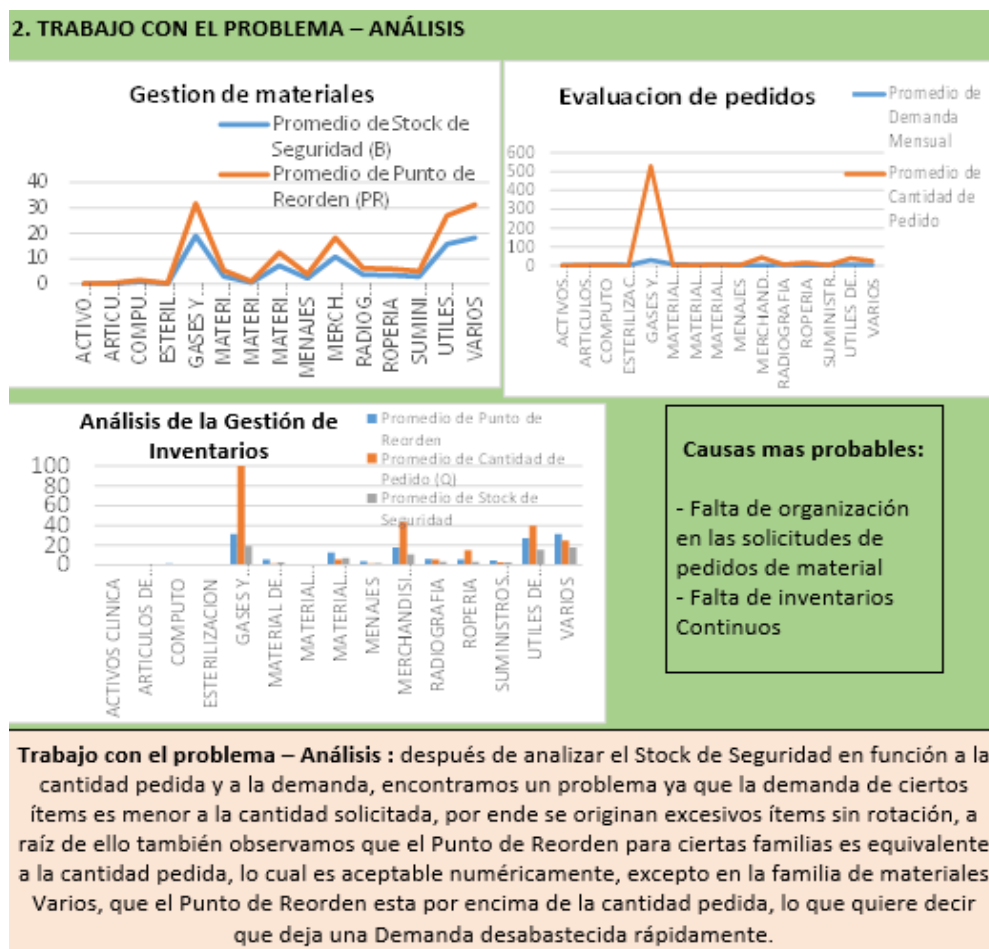 2. TRABAJO CON EL PROBLEMA – ANÁLISIS
Gestion de materiales
Promedio de Stock de
Seguridad (B)
Promedio de Punto de
Reorden (PR)
40
30
20
10
0
ACTIVO
ARTICU...
COMPU...
ESTERIL...
GASES Y...
MATERI...
MATERI...
MATERI...
MENAJES
MERCH...
RADIOG...
ROPERIA
SUMINI...
UTILES...
VARIOS
Evaluacion de pedidos
Promedio de
Demanda
Mensual
Promedio de
Cantidad de
Pedido
600
500
400
300
200
100
0
ACTIVOS...
ARTICULOS...
COMPUTO
ESTERILIZAC...
GASES Y...
MATERIAL...
MATERIAL...
MATERIAL...
MENAJES
MERCHAND...
RADIOGRAFIA
ROPERIA
SUMINISTR...
UTILES DE...
VARIOS
Análisis de la Gestión de
Inventarios
Promedio de Punto de
Reorden
Promedio de Cantidad de
Pedido (Q)
Promedio de Stock de
Seguridad
100
80
60
40
20
0
ACTIVOS CLINICA
ARTICULOS DE...
COMPUTO
ESTERILIZACION
GASES Y...
MATERIAL DE...
MATERIAL...
MATERIAL...
MENAJES
MERCHANDISI...
RADIOGRAFIA
ROPERIA
SUMINISTROS...
UTILES DE...
VARIOS
Causas mas probables:
- Falta de organización
en las solicitudes de
pedidos de material
- Falta de inventarios
Continuos
Trabajo con el problema – Análisis : después de analizar el Stock de Seguridad en función a la
cantidad pedida y a la demanda, encontramos un problema ya que la demanda de ciertos
ítems es menor a la cantidad solicitada, por ende se originan excesivos ítems sin rotación, a
raíz de ello también observamos que el Punto de Reorden para ciertas familias es equivalente
a la cantidad pedida, lo cual es aceptable numéricamente, excepto en la familia de materiales
Varios, que el Punto de Reorden esta por encima de la cantidad pedida, lo que quiere decir
que deja una Demanda desabastecida rápidamente.